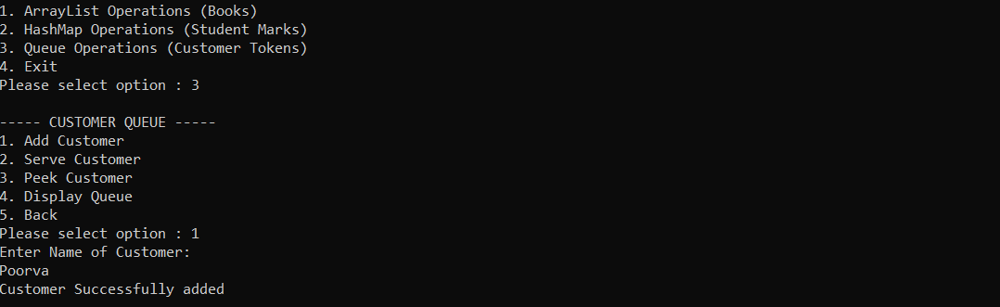 1. ArrayList Operations (Books)
2. HashMap Operations (Student Marks)
3. Queue Operations (Customer Tokens)
4. Exit
Please select option : 3
----- CUSTOMER QUEUE -----
1. Add Customer
2. Serve Customer
3. Peek Customer
4. Display Queue
5. Back
Please select option : 1
Enter Name of Customer:
Poorva
Customer Successfully added